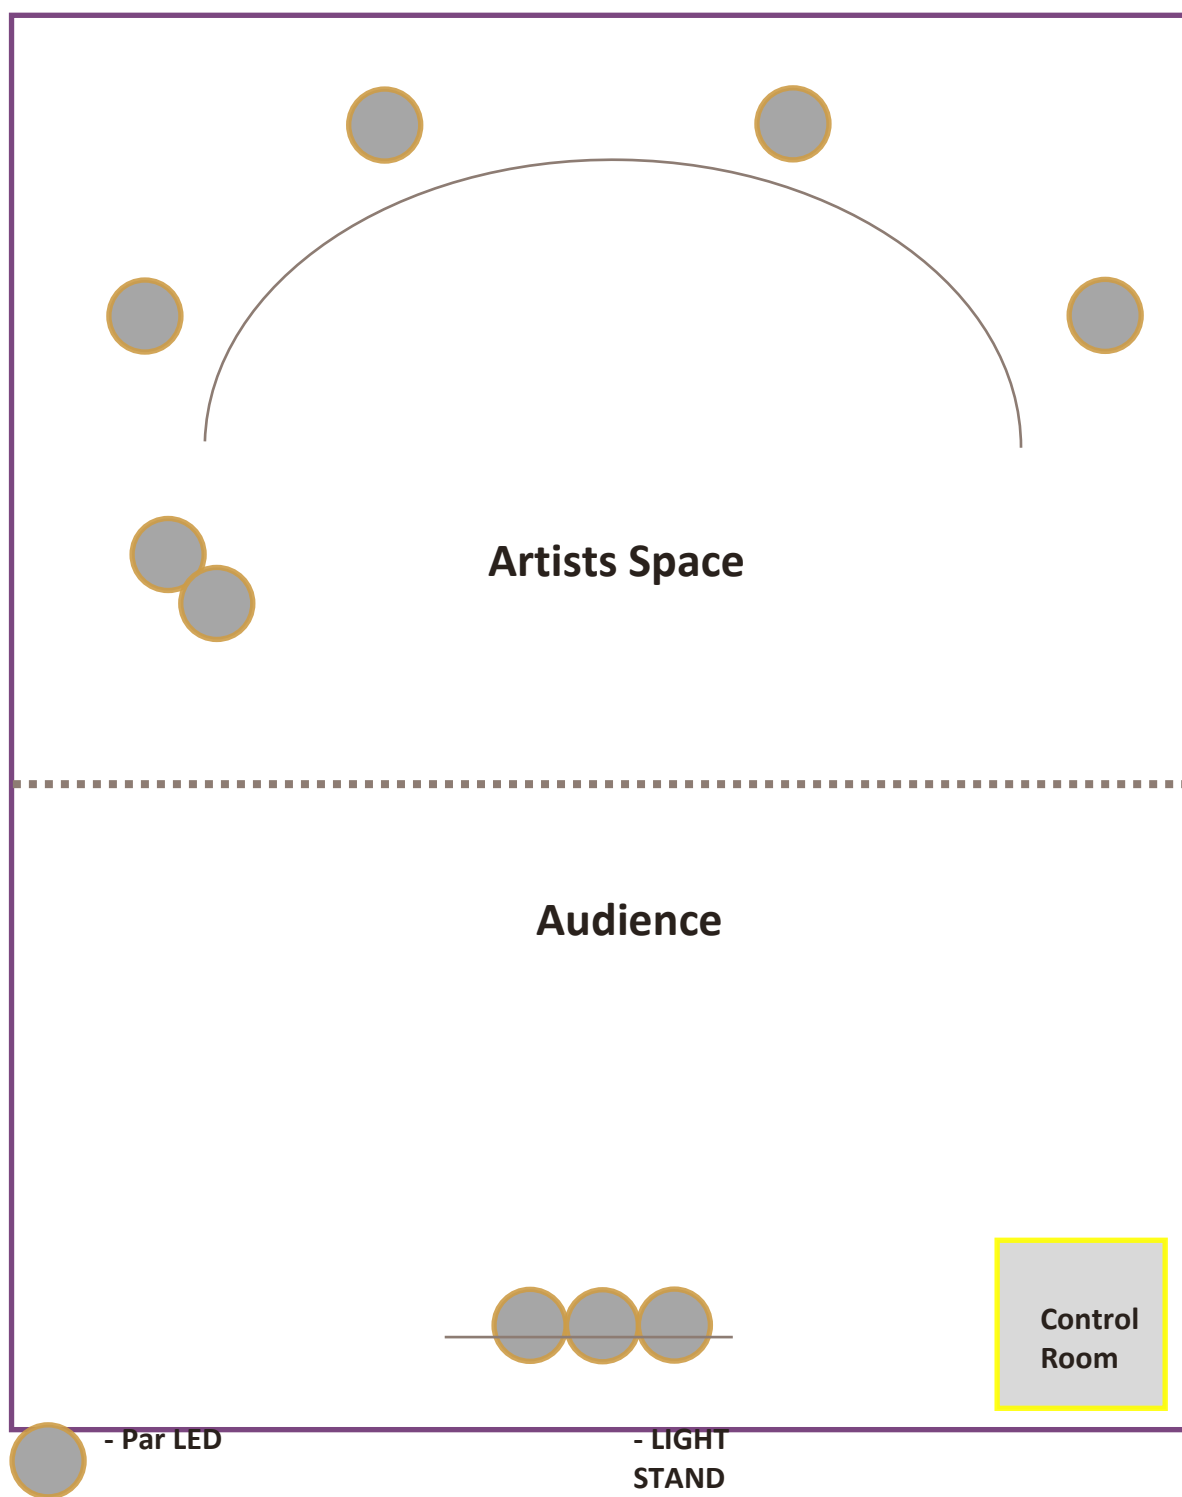 Artists Space
Audience
Control
Room
- Par LED
- LIGHT
STAND